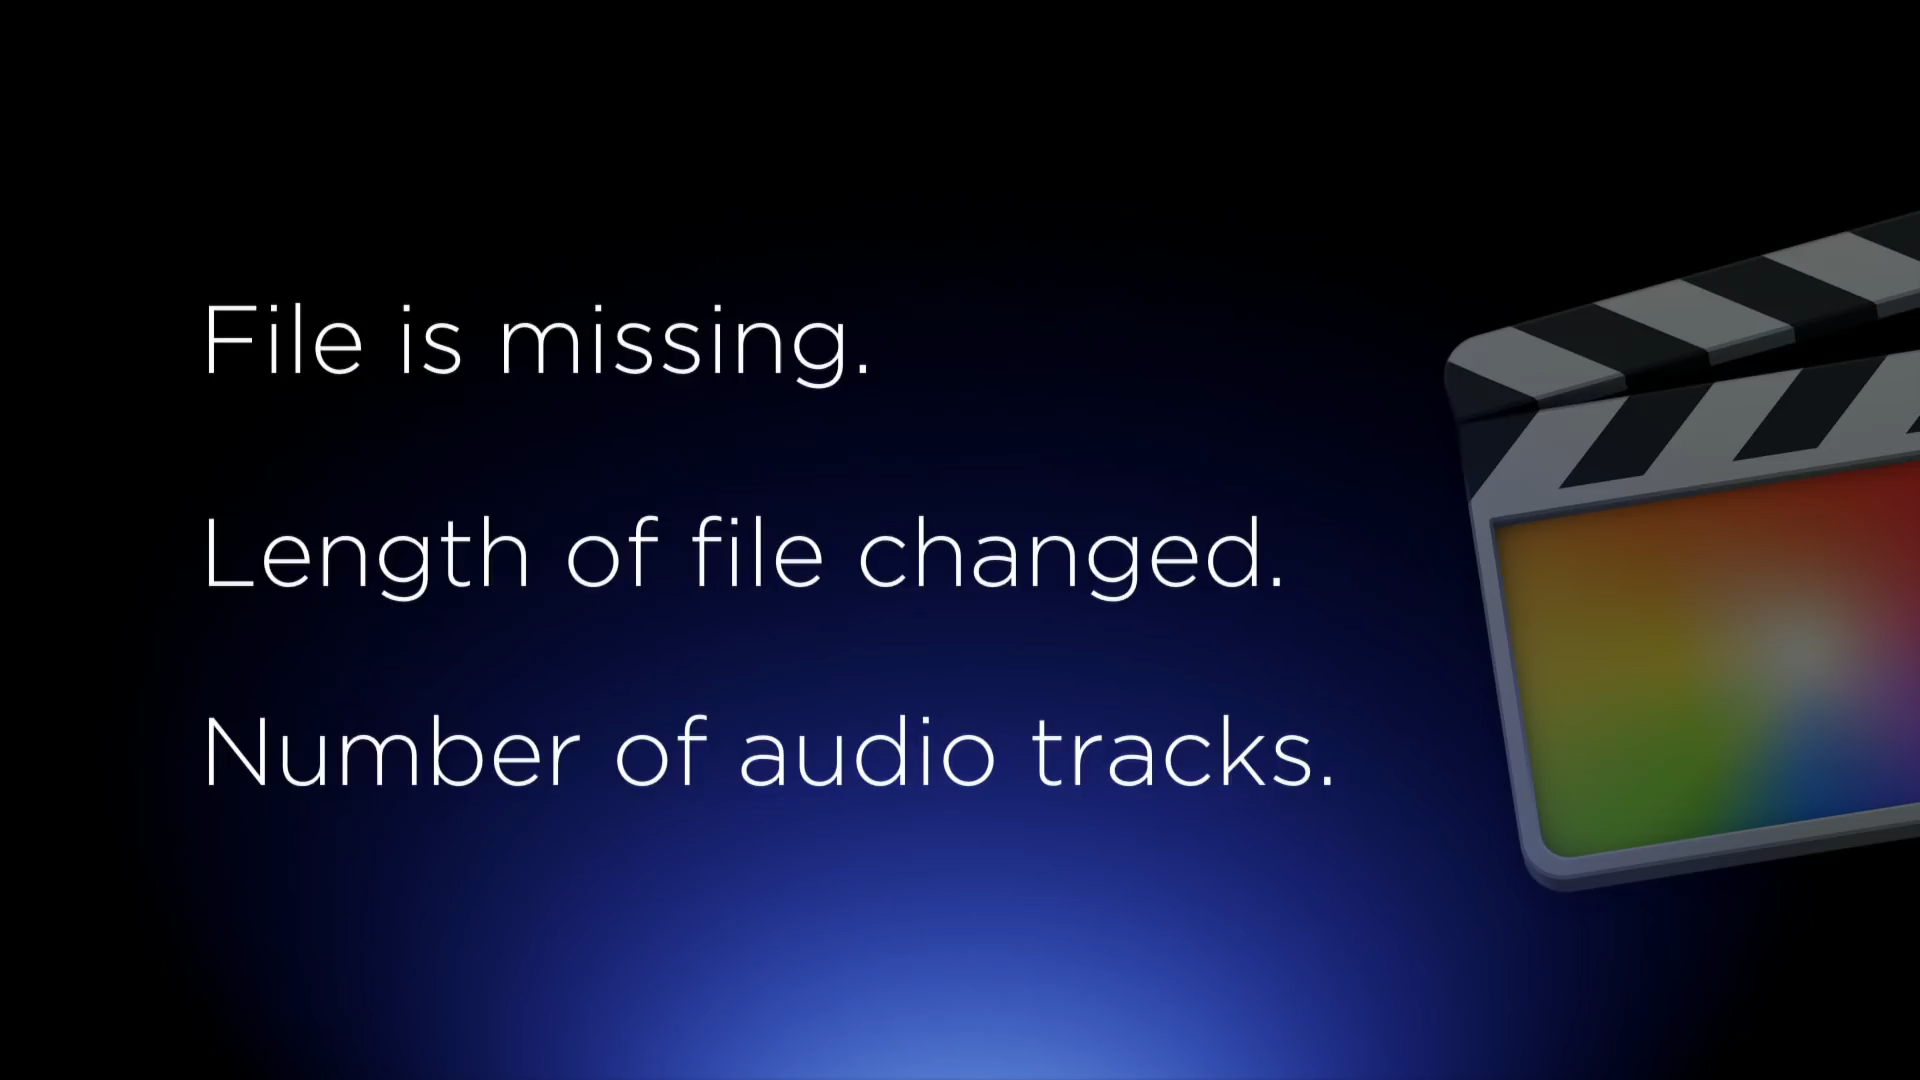 File is missing.
Length of file changed.
Number of audio tracks.